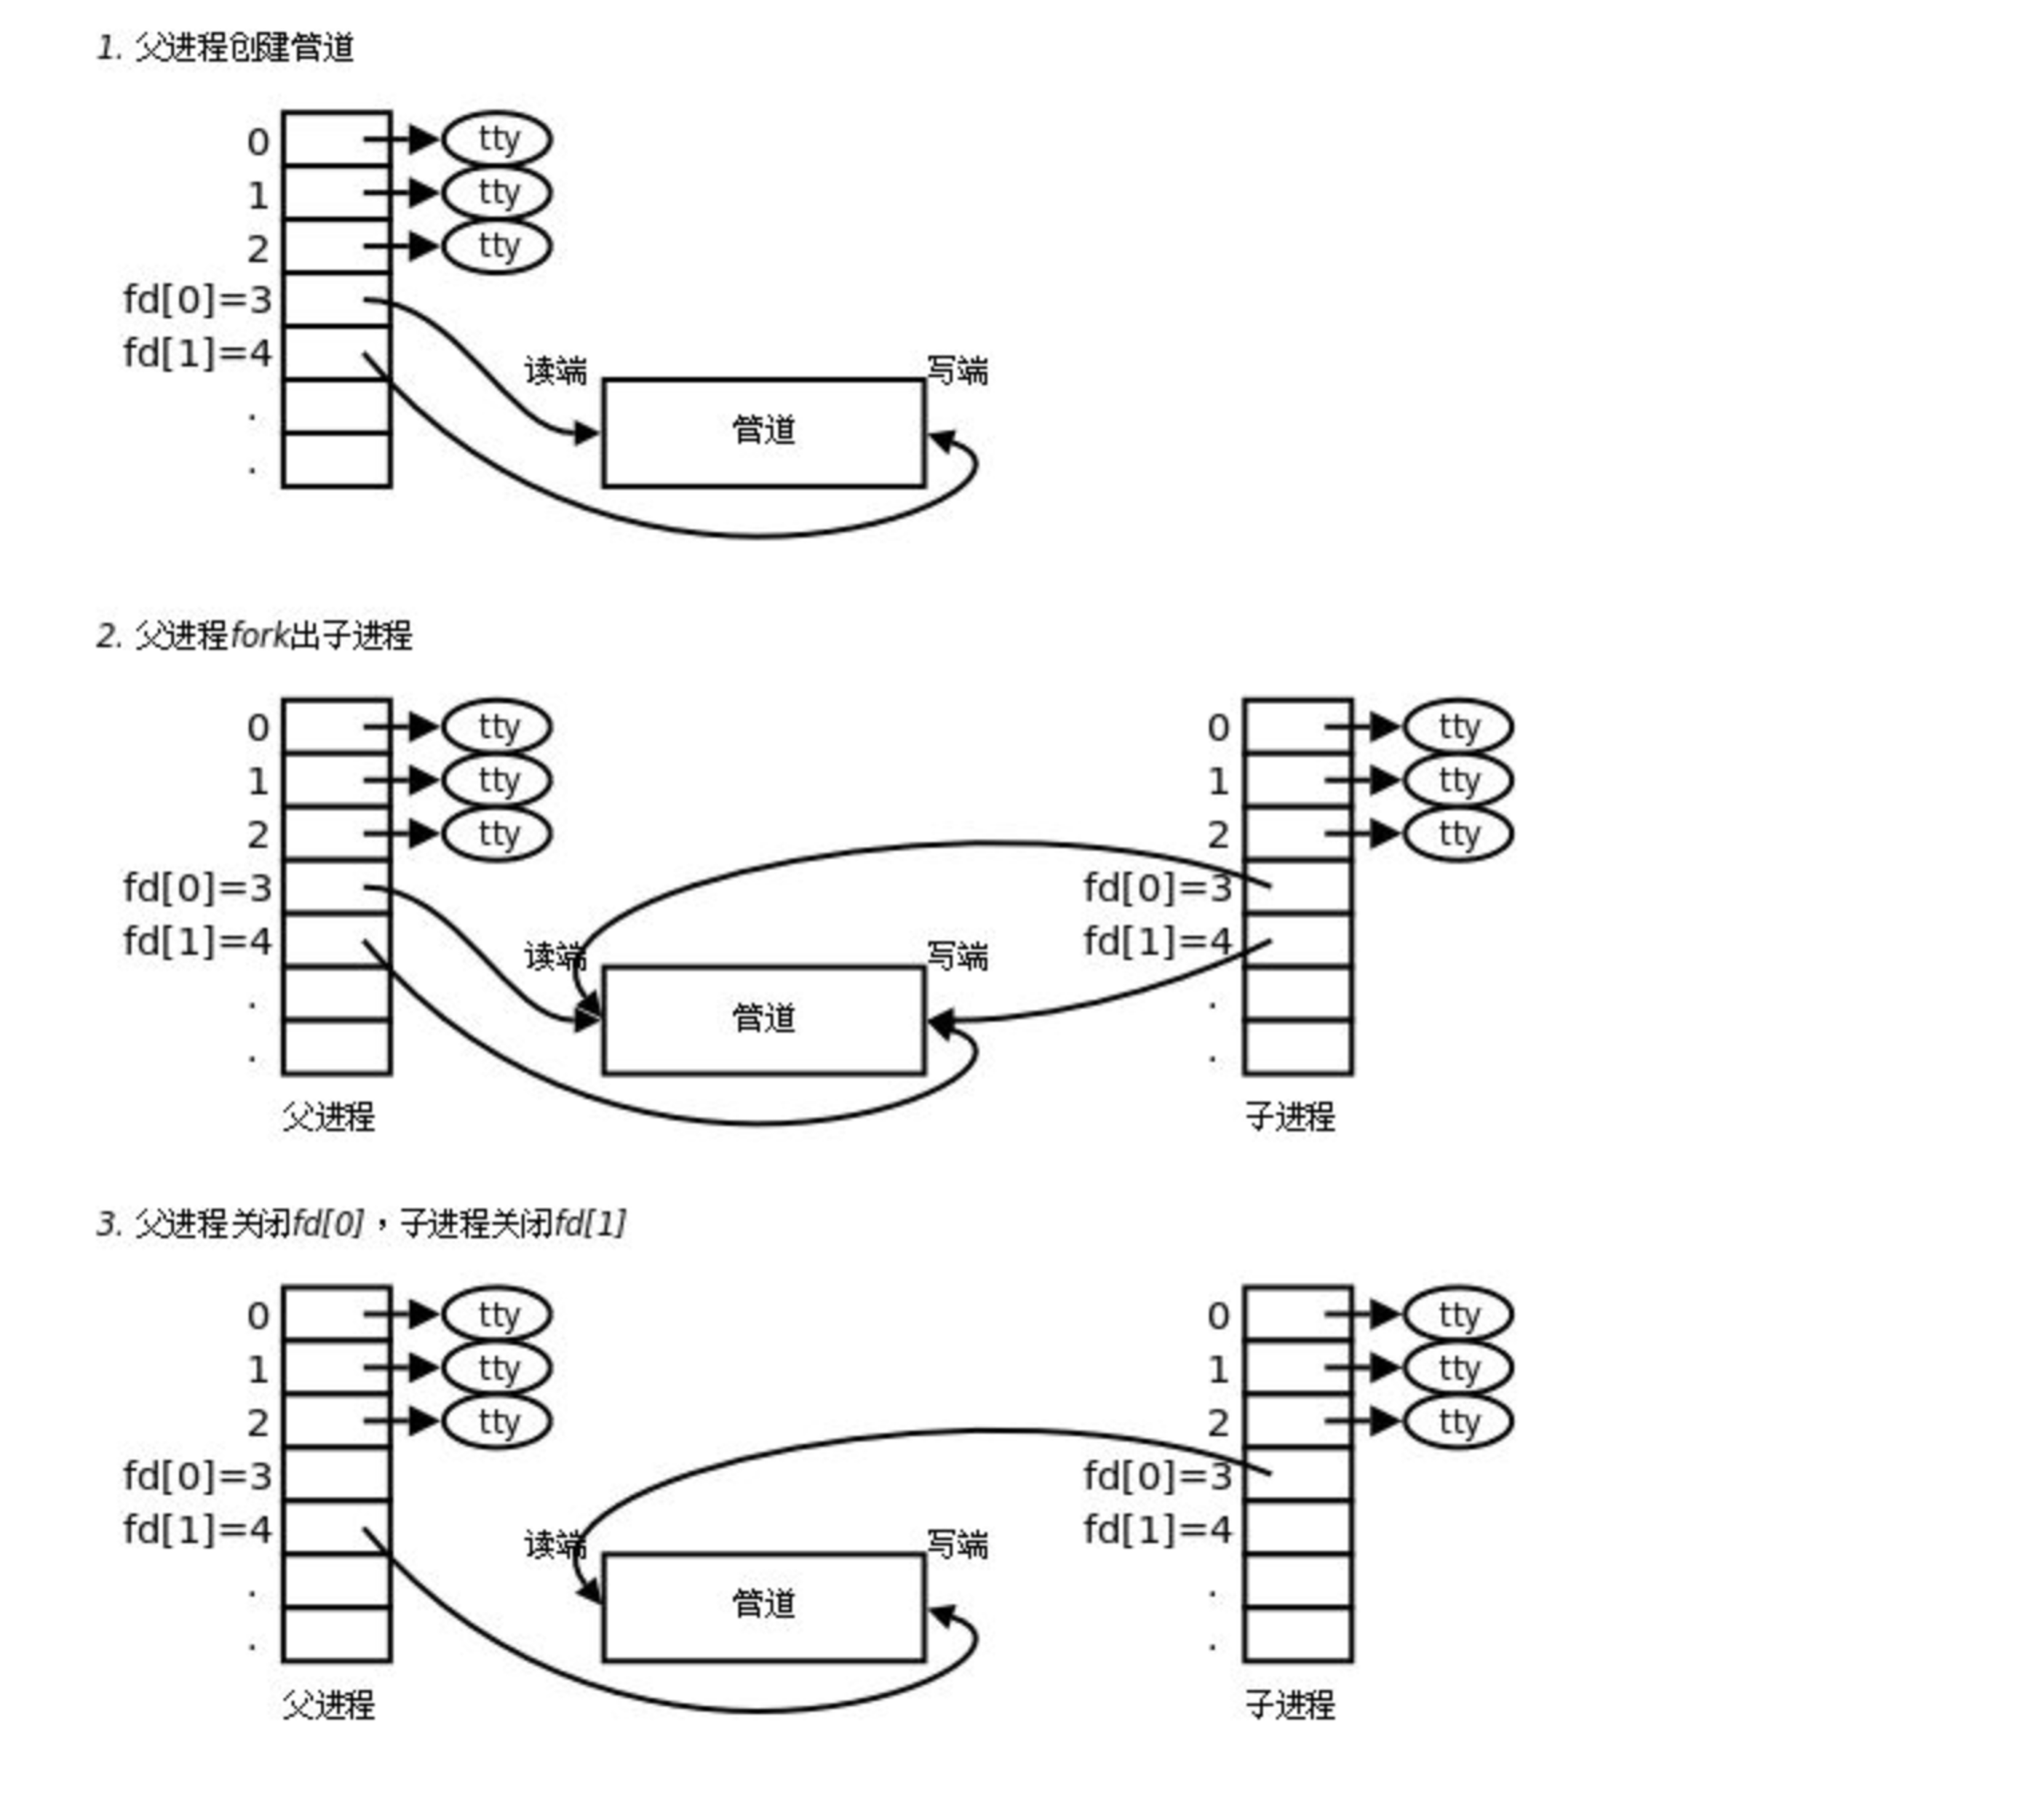 1. 父进程创建管道
0 tty
1 tty
2 tty
fd[0]=3
fd[1]=4
读端 写端
管道
.
.
2. 父进程fork出子进程
0 tty 0 tty
1 tty 1 tty
2 tty 2 tty
fd[0]=3 fd[0]=3
fd[1]=4 fd[1]=4
读端 写端
管道
. .
. .
父进程 子进程
3. 父进程关闭fd[0]，子进程关闭fd[1]
0 tty 0 tty
1 tty 1 tty
2 tty 2 tty
fd[0]=3 fd[0]=3
fd[1]=4 fd[1]=4
读端 写端
管道
. .
. .
父进程 子进程